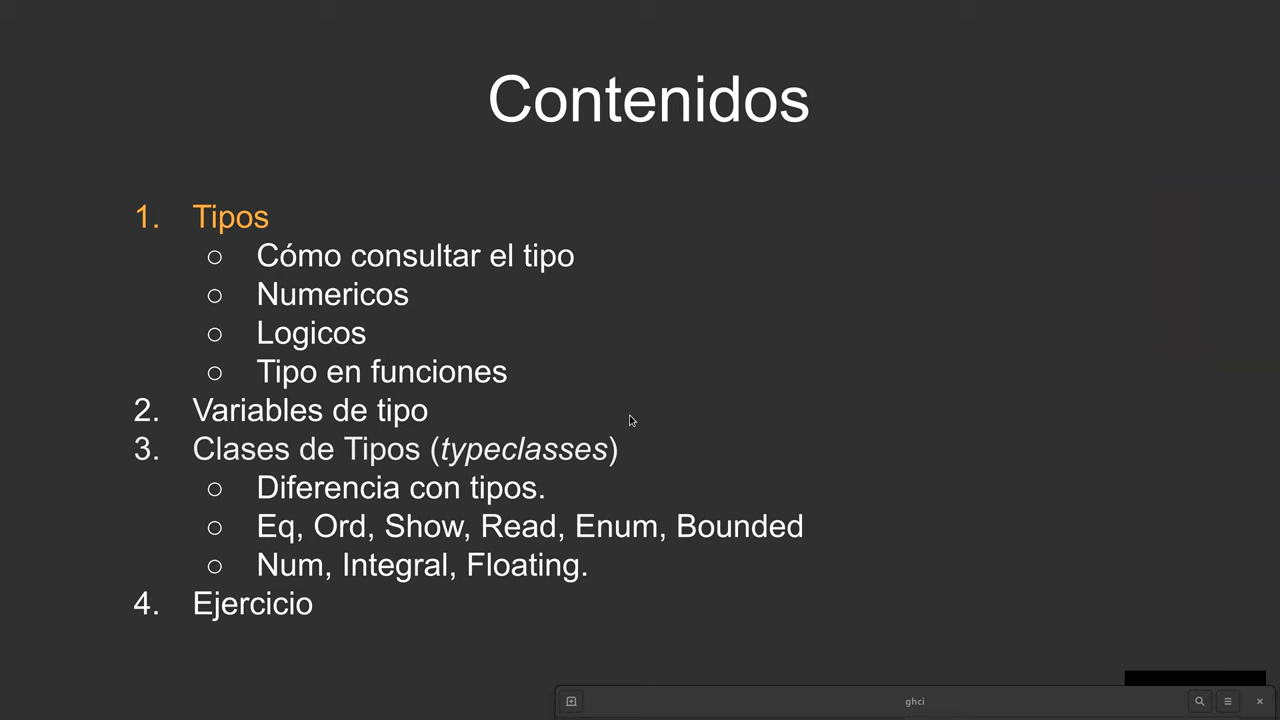 Contenidos
1. Tipos
○ Cómo consultar el tipo
○ Numericos
○ Logicos
○ Tipo en funciones
2. Variables de tipo
3. Clases de Tipos (typeclasses)
○ Diferencia con tipos.
○ Eq, Ord, Show, Read, Enum, Bounded
○ Num, Integral, Floating.
4. Ejercicio
ghci